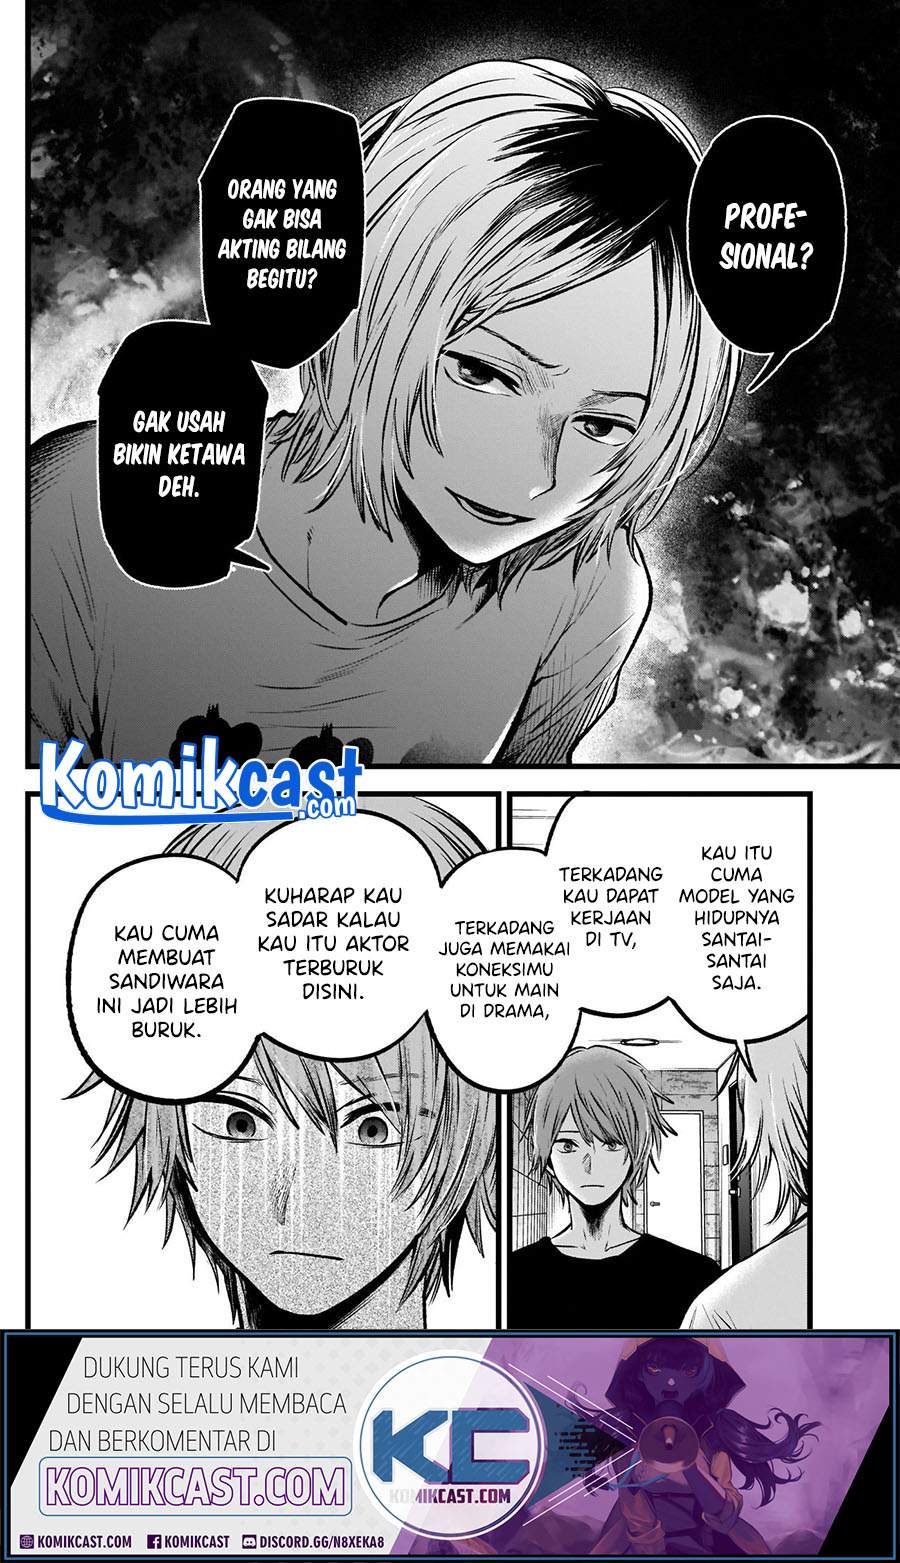 PROFE-
SIONAL?
ORANG YANG
GAK BISA
AKTING BILANG
BEGITU?
GAK USAH
BIKIN KETAWA
DEH.
Komikcast
.com
KAU ITU
CUMA
MODEL YANG
HIDUPNYA
SANTAI-
SANTAI
SAJA.
TERKADANG
KAU DAPAT
KERJAAN
DI TV,
TERKADANG
JUGA MEMAKAI
KONEKSIMU
UNTUK MAIN
DI DRAMA,
KUHARAP KAU
SADAR KALAU
KAU ITU AKTOR
TERBURUK
DISINI.
KAU CUMA
MEMBUAT
SANDIWARA
INI JADI LEBIH
BURUK.
DUKUNG TERUS KAMI
DENGAN SELALU MEMBACA
DAN BERKOMENTAR DI
KOMIKCAST.COM
KC
KOMIKCAST.COM
KOMIKCAST.COM KOMIKCAST DISCORD.GG/N8XEKA8